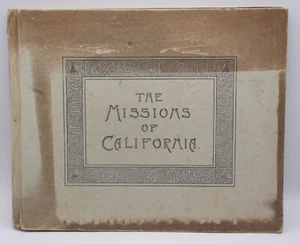 THE
MISSIONS
OF
CALIFORNIA.